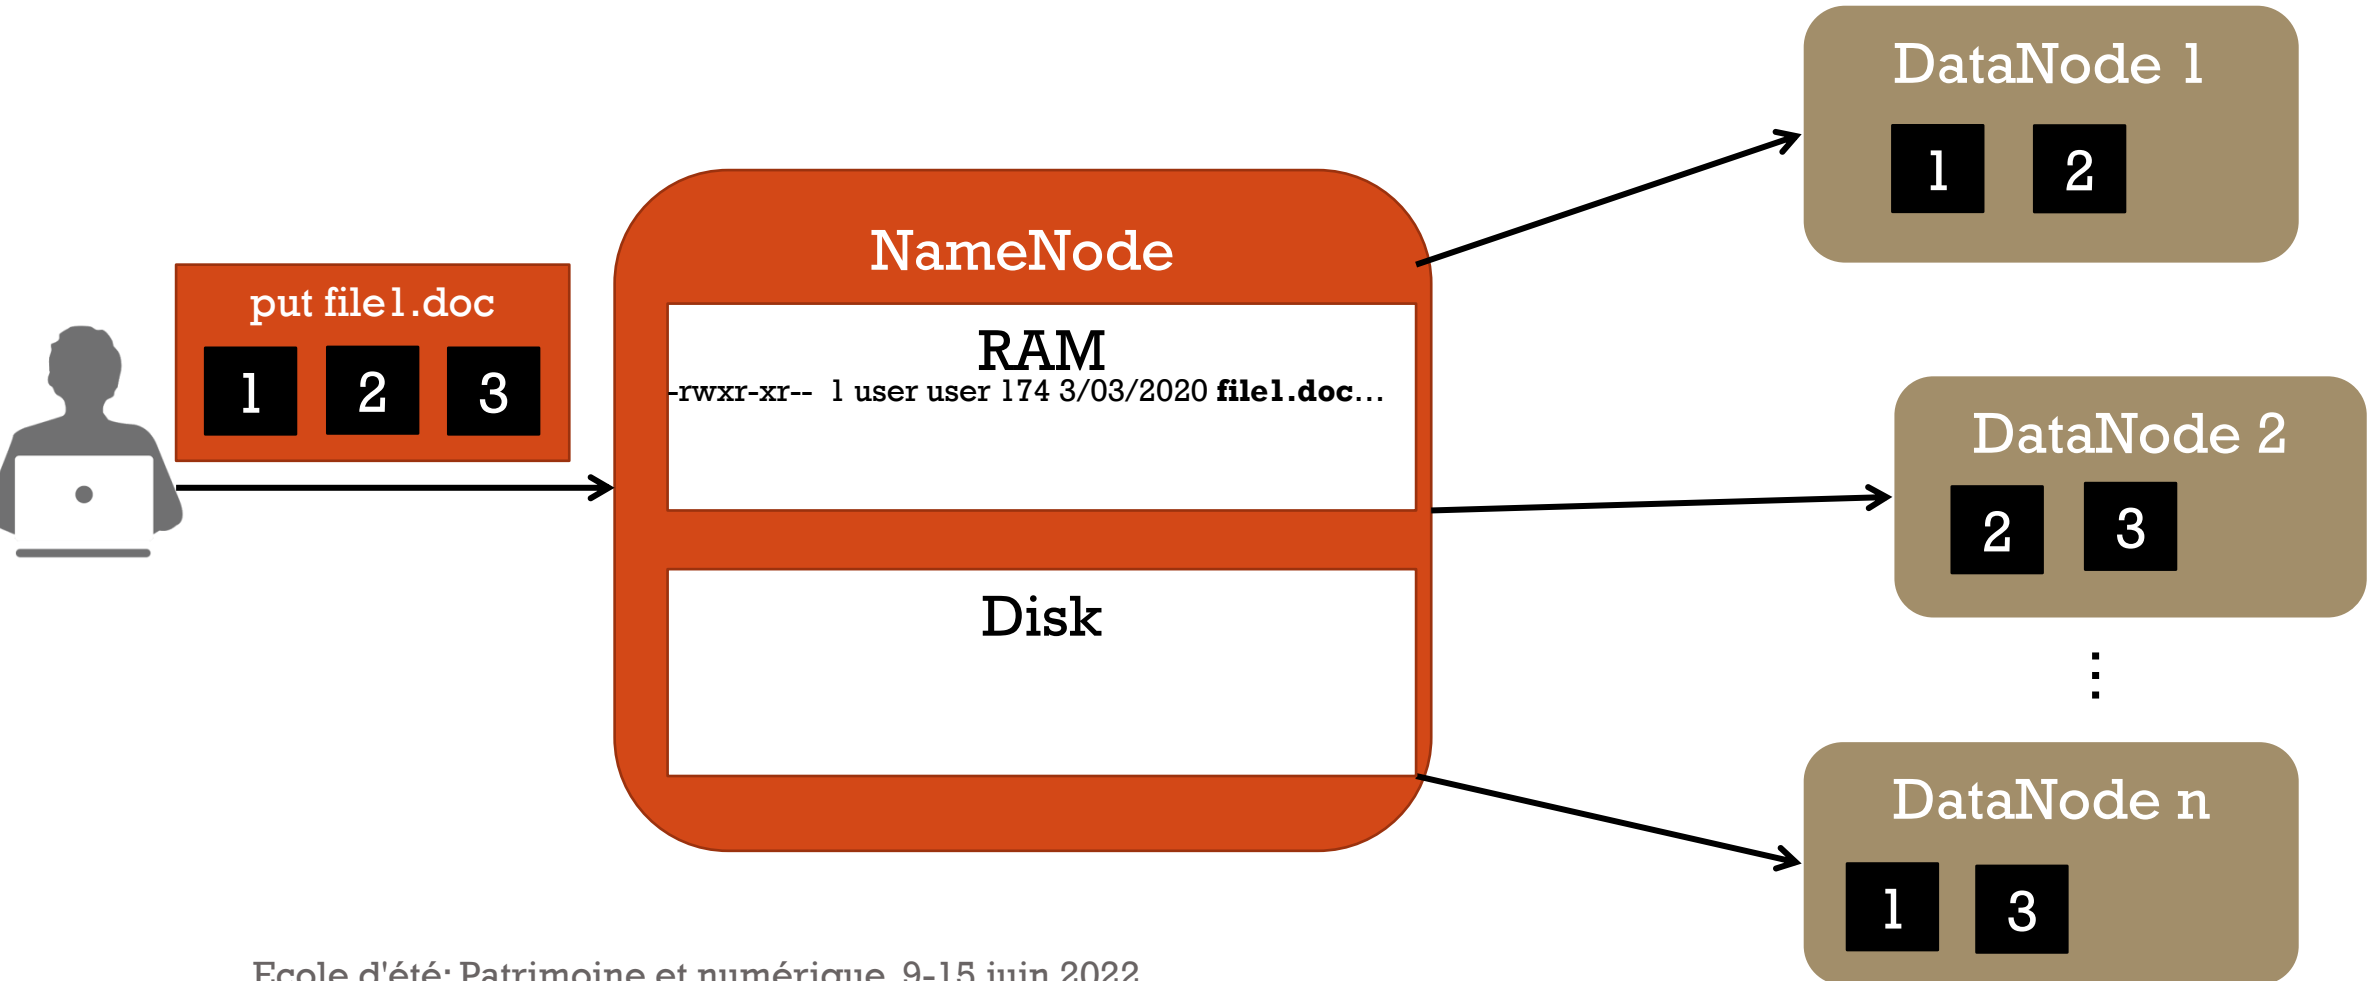 put file1.doc
1 2 3
NameNode
RAM
-rwxr-xr-- 1 user user 174 3/03/2020 file1.doc...
Disk
DataNode 1
1 2
DataNode 2
2 3
...
DataNode n
1 3
Ecole d'été: Patrimoine et numérique, 9-15 juin 2022